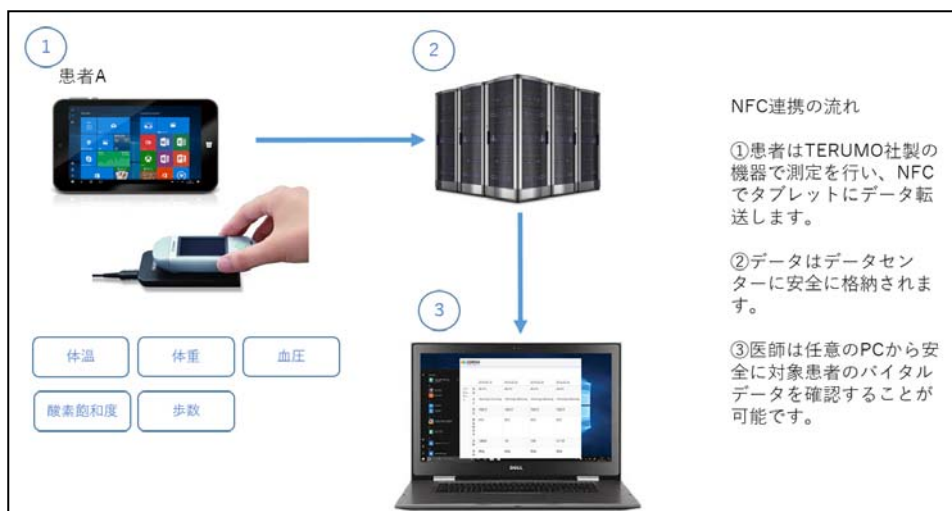 ①
患者A
②
NFC連携の流れ
①患者はTERUMO社製の
機器で測定を行い、NFC
でタブレットにデータ転
送します。
②データはデータセン
ターに安全に格納されま
す。
③医師は任意のPCから安
全に対象患者のバイタル
データを確認することが
可能です。
③
体温
体重
血圧
酸素飽和度
歩数
DELL